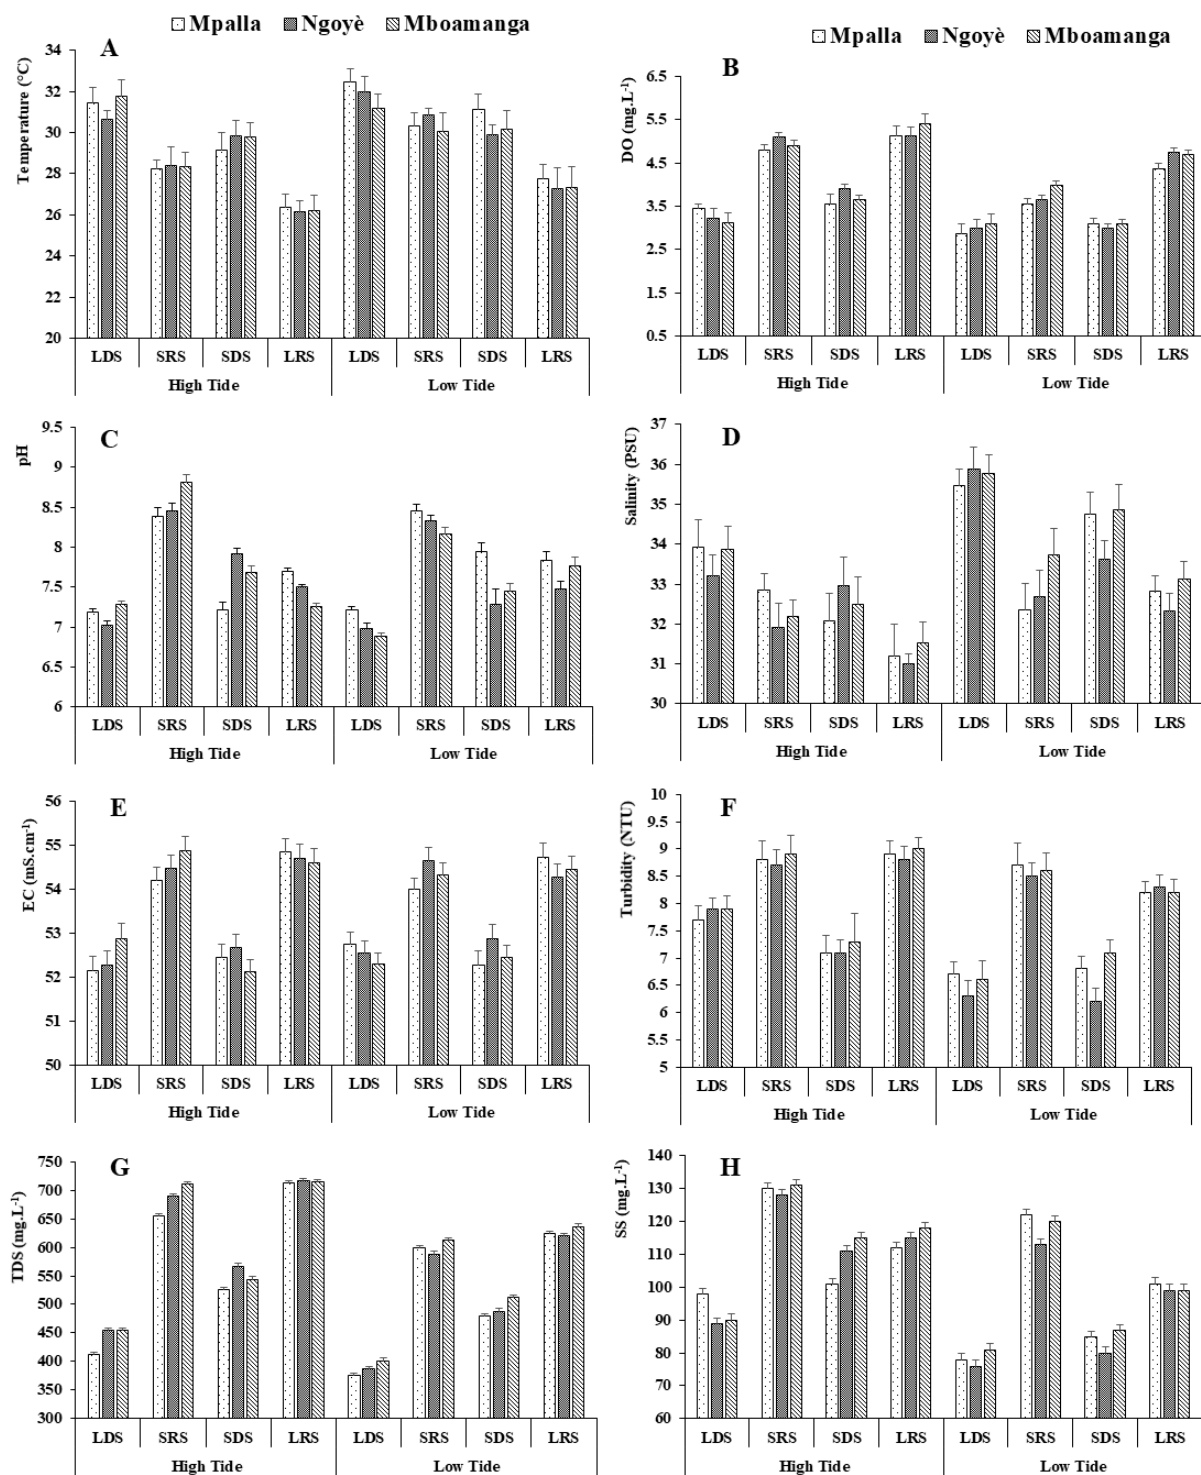 Mpalla Ngoyè Mboamanga
A
Temperature (°C)
34
32
30
28
26
24
22
20
LDS SRS SDS LRS LDS SRS SDS LRS
High Tide Low Tide
Mpalla Ngoyè Mboamanga
B
DO (mg.L-1)
6.5
5.5
4.5
3.5
2.5
1.5
0.5
LDS SRS SDS LRS LDS SRS SDS LRS
High Tide Low Tide
C
pH
9.5
9
8.5
8
7.5
7
6.5
6
LDS SRS SDS LRS LDS SRS SDS LRS
High Tide Low Tide
D
Salinity (PSU)
37
36
35
34
33
32
31
30
LDS SRS SDS LRS LDS SRS SDS LRS
High Tide Low Tide
E
EC (mS.cm-1)
56
55
54
53
52
51
50
LDS SRS SDS LRS LDS SRS SDS LRS
High Tide Low Tide
F
Turbidity (NTU)
10
9.5
9
8.5
8
7.5
7
6.5
6
5.5
5
LDS SRS SDS LRS LDS SRS SDS LRS
High Tide Low Tide
G
TDS (mg.L-1)
750
700
650
600
550
500
450
400
350
300
LDS SRS SDS LRS LDS SRS SDS LRS
High Tide Low Tide
H
SS (mg.L-1)
140
130
120
110
100
90
80
70
60
LDS SRS SDS LRS LDS SRS SDS LRS
High Tide Low Tide